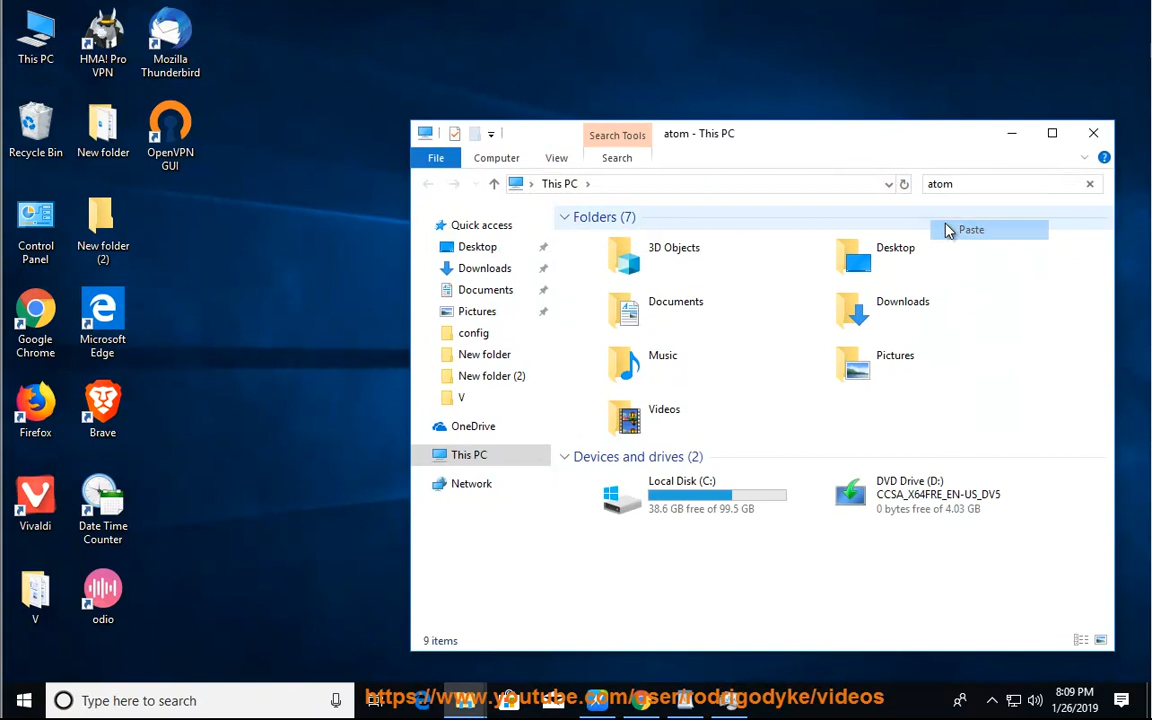 This PC
HMA! Pro
VPN
Mozilla
Thunderbird
Recycle Bin
New folder
OpenVPN
GUI
Control
Panel
New folder
(2)
Google
Chrome
Microsoft
Edge
Firefox
Brave
Vivaldi
Date Time
Counter
V
odio
Search Tools
atom - This PC
File
Computer
View
Search
This PC
atom
Quick access
Desktop
Downloads
Documents
Pictures
config
New folder
New folder (2)
V
OneDrive
This PC
Network
Folders (7)
Paste
3D Objects
Desktop
Documents
Downloads
Music
Pictures
Videos
Devices and drives (2)
Local Disk (C:)
38.6 GB free of 99.5 GB
DVD Drive (D:)
CCSA_X64FRE_EN-US_DV5
0 bytes free of 4.03 GB
9 items
Type here to search
https://www.youtube.com/user/rodrigodyke/videos
8:09 PM
1/26/2019